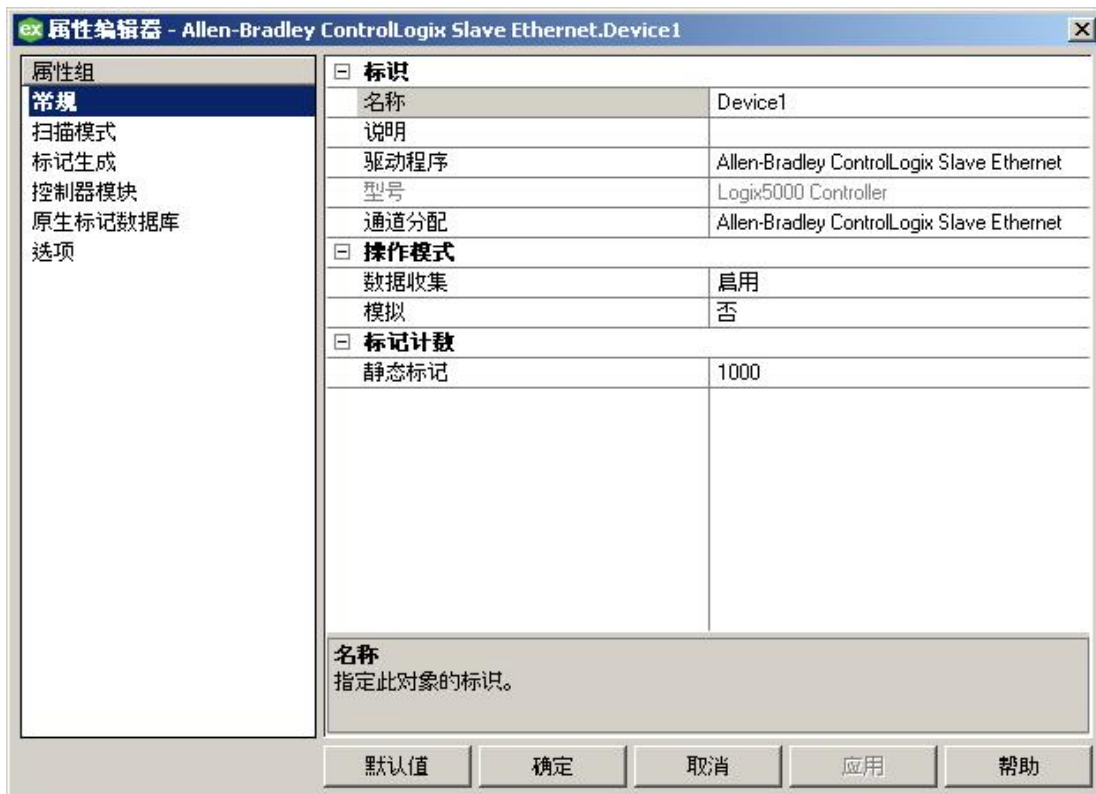 ex 属性编辑器 - Allen-Bradley ControlLogix Slave Ethernet.Device1
属性组
常规
扫描模式
标记生成
控制器模块
原生标记数据库
选项
标识
名称 Device1
说明
驱动程序 Allen-Bradley ControlLogix Slave Ethernet
型号 Logix5000 Controller
通道分配 Allen-Bradley ControlLogix Slave Ethernet
操作模式
数据收集 启用
模拟 否
标记计数
静态标记 1000
名称
指定此对象的标识。
默认值 确定 取消 应用 帮助